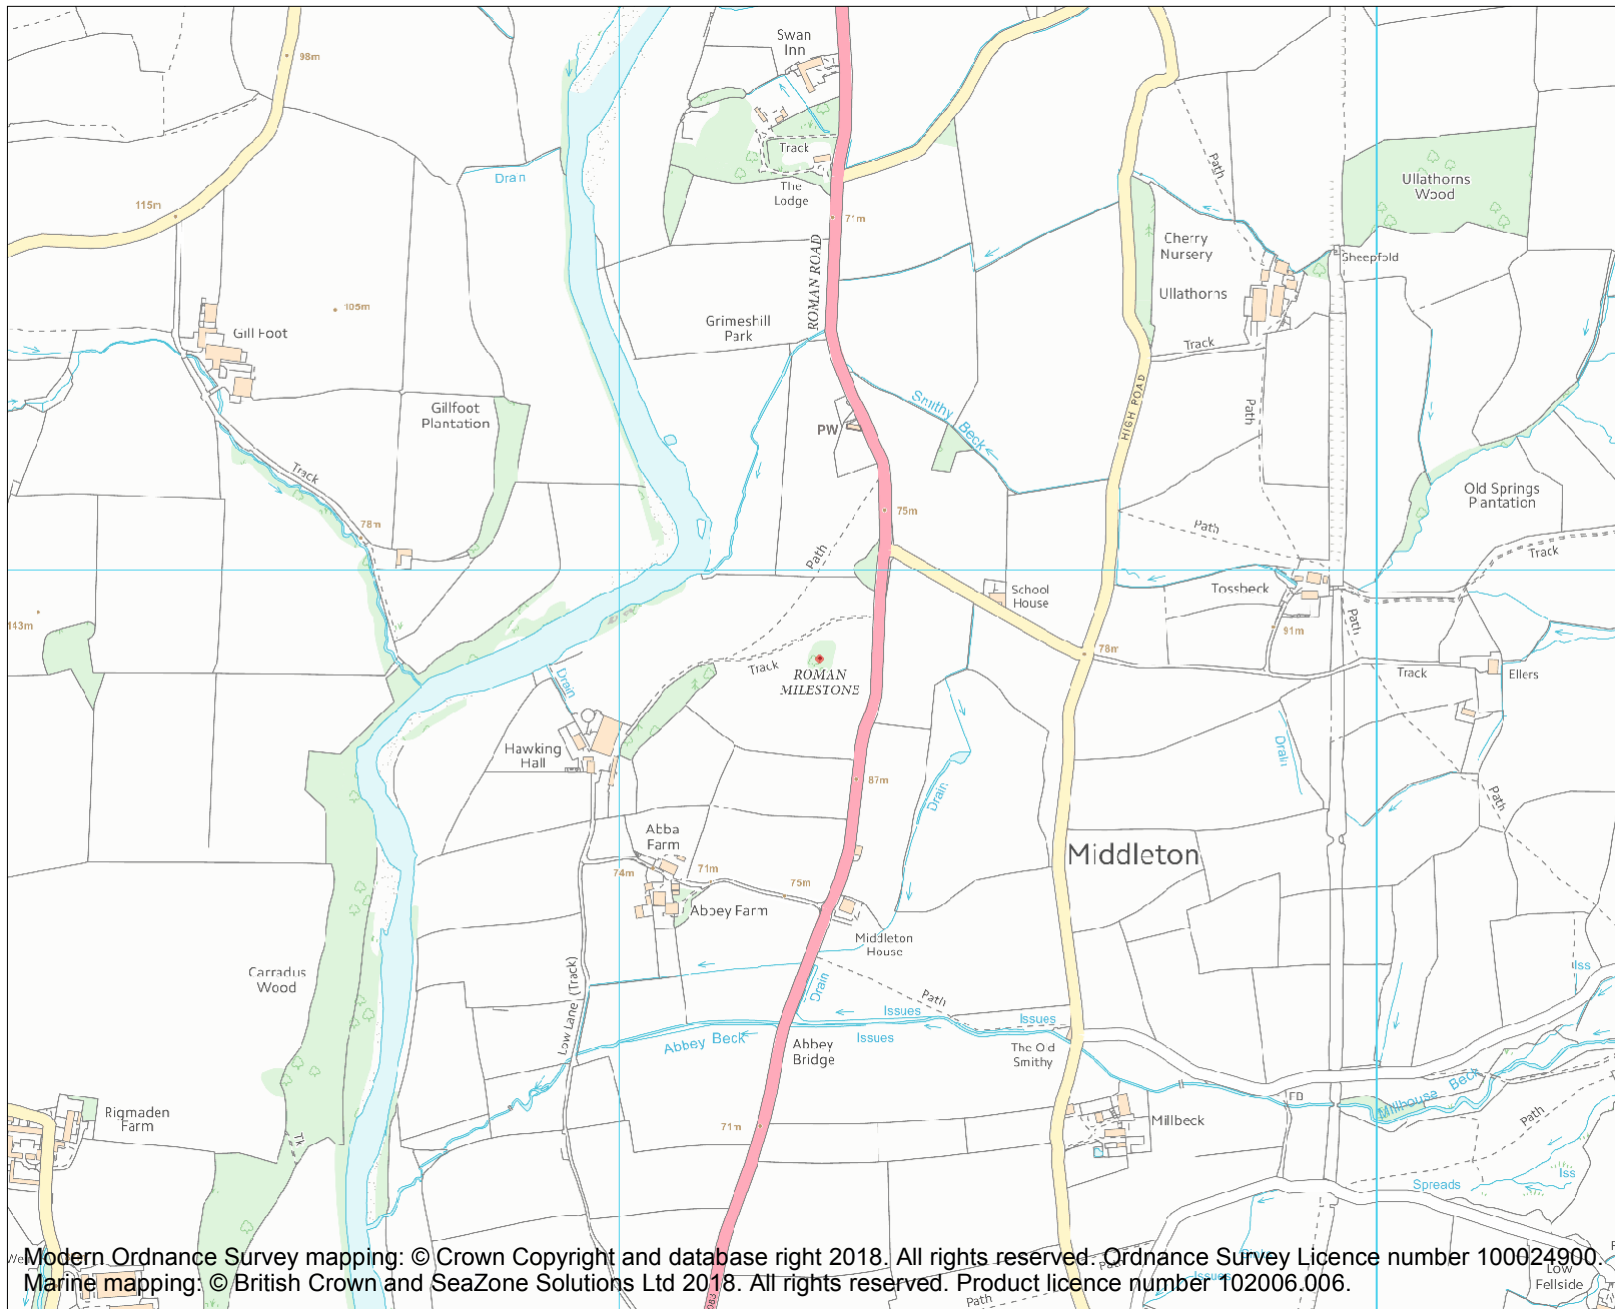 Swan
Inn
98m
Track
Path
Ullathorns
Wood
Drain
The
Lodge
115m
71m
Cherry
Nursery
ROMAN ROAD
Sheepfold
Ullathorns
105m
Grimeshill
Park
Gill Foot
Track
HIGH ROAD
Smithy Beck
Path
Gillfoot
Plantation
PW
Track
Old Springs
Plantation
75m
78m
Path
Path
Track
School
House
Tossbeck
143m
Path
91m
78m
Track
ROMAN
MILESTONE
Track
Ellers
Drain
Hawking
Hall
Drain
87m
Drain
Path
Abba
Farm
Middleton
74m
71m
75m
Abbey Farm
Middleton
House
Carradus
Wood
Low Lane (Track)
Drain
Path
Iss
Issues
Issues
Abbey Beck
Issues
Abbey
Bridge
The Old
Smithy
Millhouse Beck
FB
Rigmaden
Farm
71m
Millbeck
Path
Tk
Iss
Spreads
Modern Ordnance Survey mapping: © Crown Copyright and database right 2018. All rights reserved. Ordnance Survey Licence number 100024900.
Marine mapping: © British Crown and SeaZone Solutions Ltd 2018. All rights reserved. Product licence number 102006.006.
Path
Issues
Low
Fellside
Path